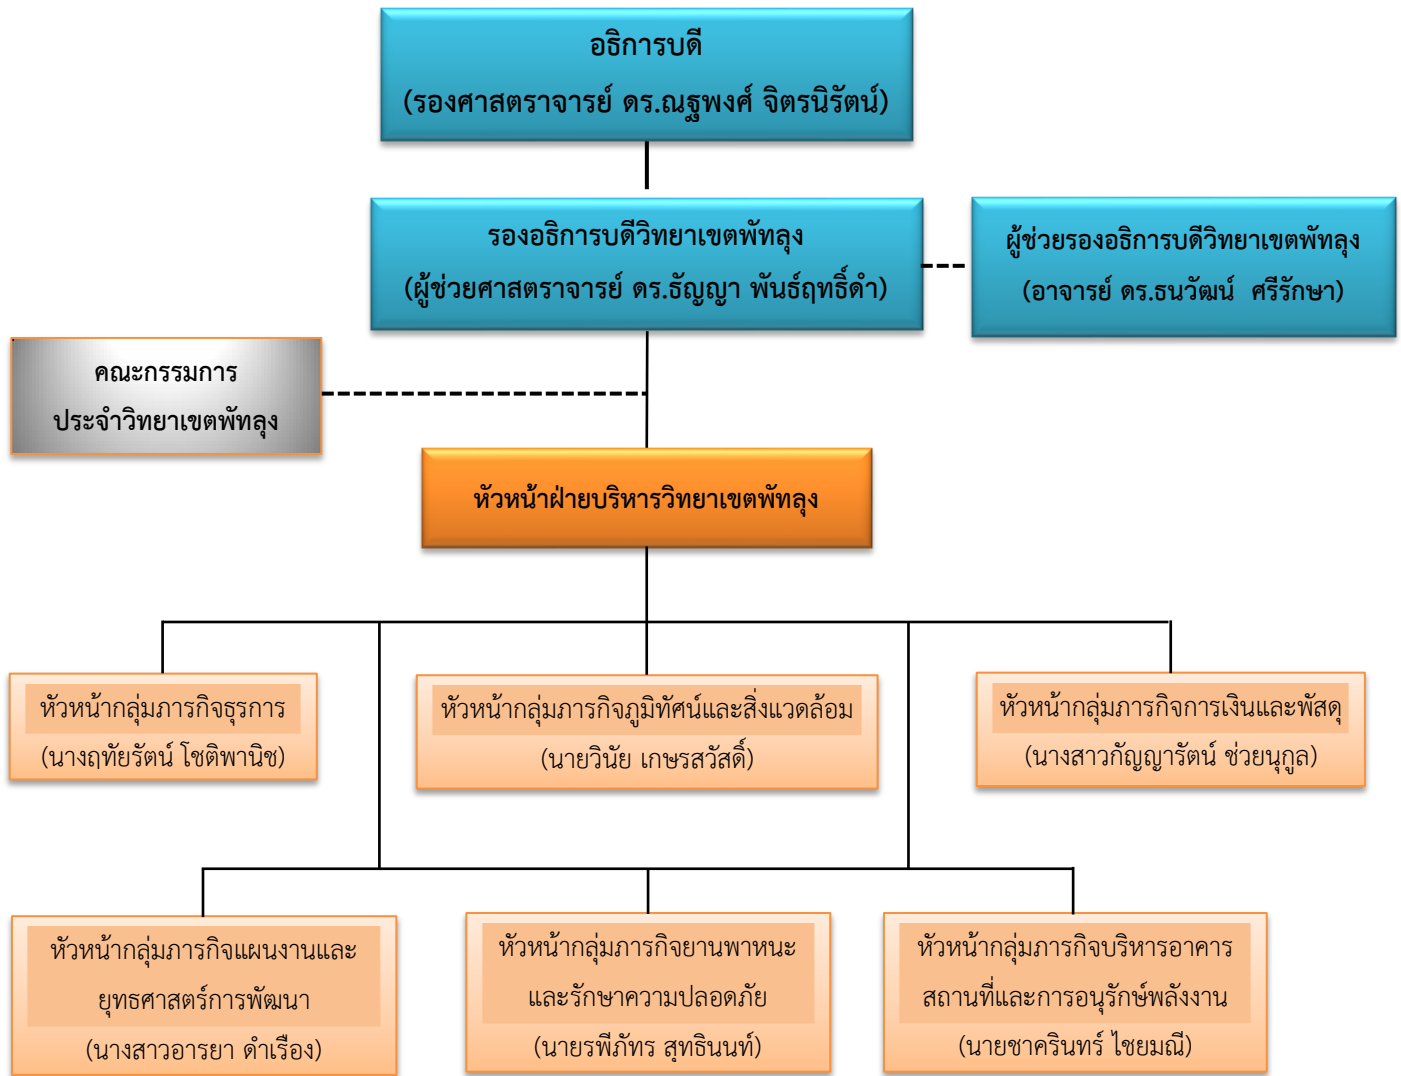 อธิการบดี
(รองศาสตราจารย์ ดร.ณฐพงศ์ จิตรนิรัตน์)
รองอธิการบดีวิทยาเขตพัทลุง
(ผู้ช่วยศาสตราจารย์ ดร.ธัญญา พันธ์ฤทธิ์ดำ)
ผู้ช่วยรองอธิการบดีวิทยาเขตพัทลุง
(อาจารย์ ดร.ธนวัฒน์  ศรีรักษา)
คณะกรรมการ
ประจำวิทยาเขตพัทลุง
หัวหน้าฝ่ายบริหารวิทยาเขตพัทลุง
หัวหน้ากลุ่มภารกิจธุรการ
(นางฤทัยรัตน์ โชติพานิช)
หัวหน้ากลุ่มภารกิจภูมิทัศน์และสิ่งแวดล้อม
(นายวินัย เกษรสวัสดิ์)
หัวหน้ากลุ่มภารกิจการเงินและพัสดุ
(นางสาวกัญญารัตน์ ช่วยนุกูล)
หัวหน้ากลุ่มภารกิจแผนงานและ
ยุทธศาสตร์การพัฒนา
(นางสาวอารยา ดำเรือง)
หัวหน้ากลุ่มภารกิจยานพาหนะ
และรักษาความปลอดภัย
(นายรพีภัทร สุทธินนท์)
หัวหน้ากลุ่มภารกิจบริหารอาคาร
สถานที่และการอนุรักษ์พลังงาน
(นายชาครินทร์ ไชยมณี)